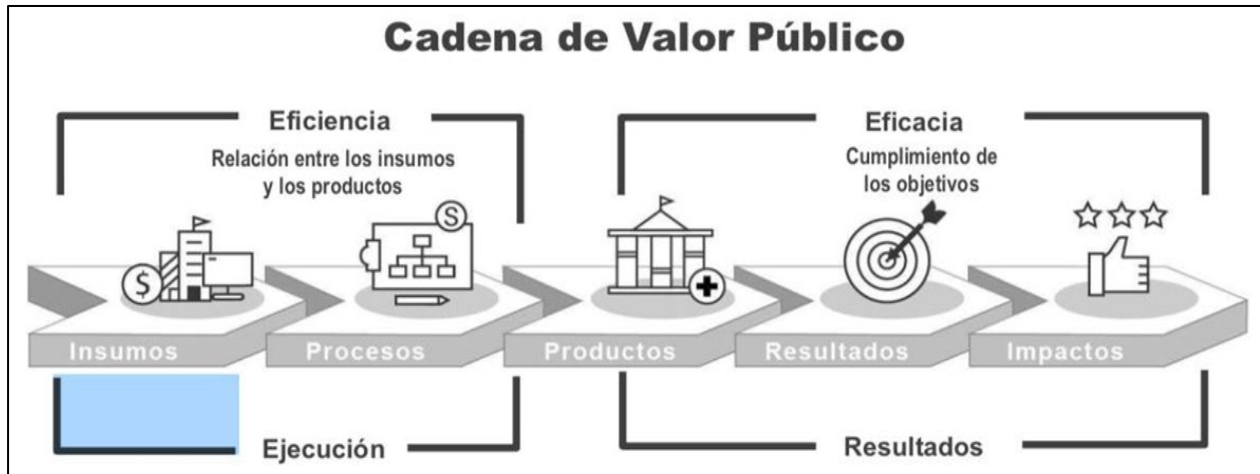 Cadena de Valor Público
Eficiencia
Relación entre los insumos
y los productos
Eficacia
Cumplimiento de
los objetivos
$
S
Insumos
Procesos
Productos
Resultados
Impactos
Ejecución
Resultados